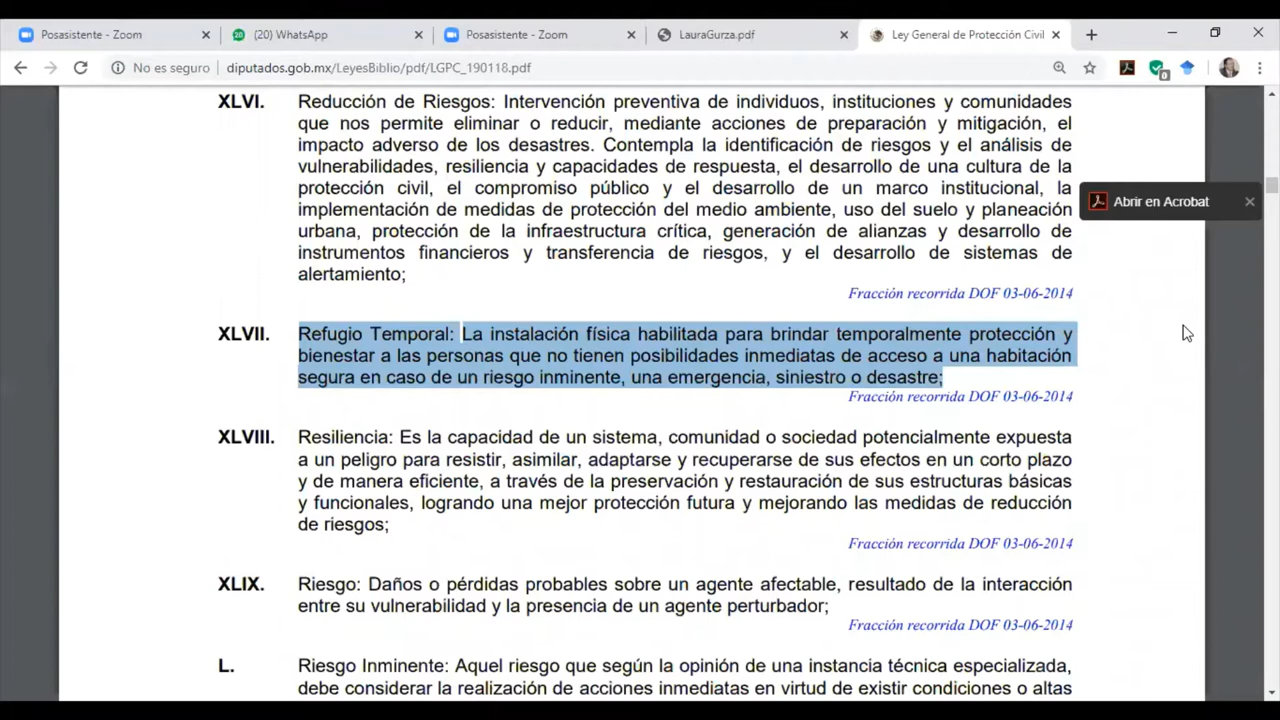 Posasistente - Zoom
(20) WhatsApp
Posasistente - Zoom
LauraGurza.pdf
Ley General de Protección Civil
No es seguro
deputados.gob.mx/LeyesBiblio/pdf/LGPC_190118.pdf
XLVI. Reducción de Riesgos: Intervención preventiva de individuos, instituciones y comunidades
que nos permite eliminar o reducir, mediante acciones de preparación y mitigación, el
impacto adverso de los desastres. Contempla la identificación de riesgos y el análisis de
vulnerabilidades, resiliencia y capacidades de respuesta, el desarrollo de una cultura de la
protección civil, el compromiso público y el desarrollo de un marco institucional, la
implementación de medidas de protección del medio ambiente, uso del suelo y planeación
urbana, protección de la infraestructura crítica, generación de alianzas y desarrollo de
instrumentos financieros y transferencia de riesgos, y el desarrollo de sistemas de
alertamiento;
Fracción recorrida DOF 03-06-2014
Abrir en Acrobat
XLVII. Refugio Temporal: La instalación física habilitada para brindar temporalmente protección y
bienestar a las personas que no tienen posibilidades inmediatas de acceso a una habitación
segura en caso de un riesgo inminente, una emergencia, siniestro o desastre;
Fracción recorrida DOF 03-06-2014
XLVIII. Resiliencia: Es la capacidad de un sistema, comunidad o sociedad potencialmente expuesta
a un peligro para resistir, asimilar, adaptarse y recuperarse de sus efectos en un corto plazo
y de manera eficiente, a través de la preservación y restauración de sus estructuras básicas
y funcionales, logrando una mejor protección futura y mejorando las medidas de reducción
de riesgos;
Fracción recorrida DOF 03-06-2014
XLIX. Riesgo: Daños o pérdidas probables sobre un agente afectable, resultado de la interacción
entre su vulnerabilidad y la presencia de un agente perturbador;
Fracción recorrida DOF 03-06-2014
L. Riesgo Inminente: Aquel riesgo que según la opinión de una instancia técnica especializada,
debe considerar la realización de acciones inmediatas en virtud de existir condiciones o altas